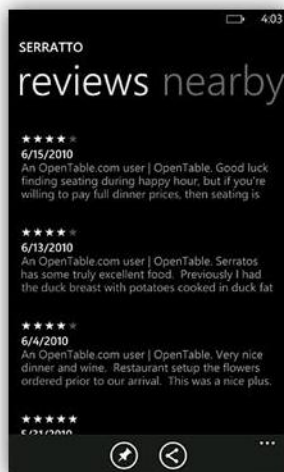 4:03
SERRATTO
reviews nearby
6/15/2010
An OpenTable.com user | OpenTable. Good luck
finding seating during happy hour, but if you're
willing to pay full dinner prices, then seating is
6/13/2010
An OpenTable.com user | OpenTable. Serratos
has some truly excellent food. Previously I had
the duck breast with potatoes cooked in duck fat
6/4/2010
An OpenTable.com user | OpenTable. Very nice
dinner and wine. Restaurant setup the flowers
ordered prior to our arrival. This was a nice plus.
5/31/2010